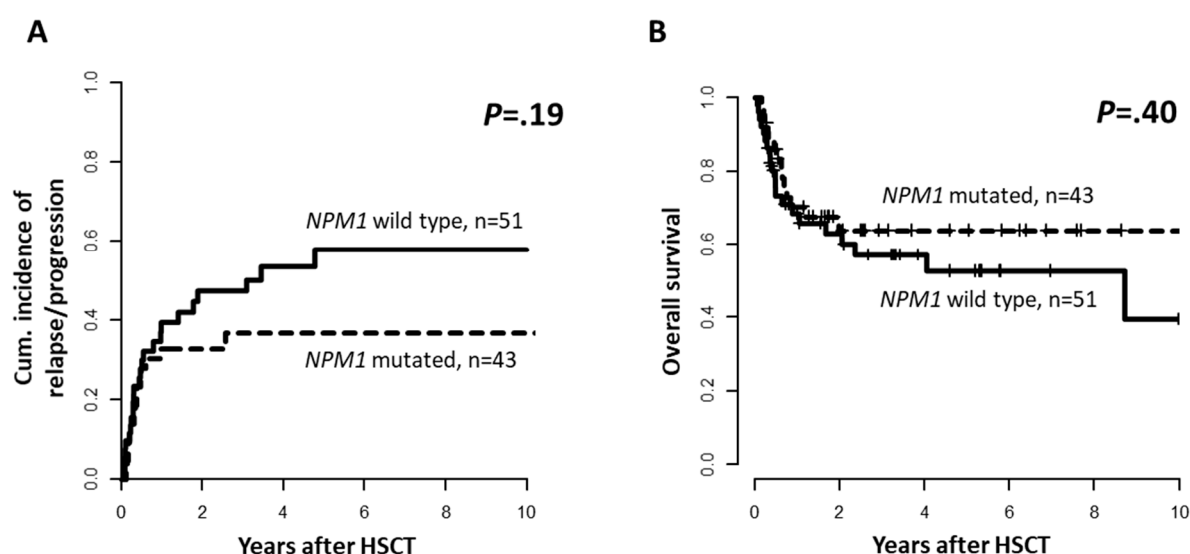 A
P=.19
Cum. incidence of
relapse/progression
1.0
0.8
0.6
0.4
0.2
0.0
NPM1 wild type, n=51
NPM1 mutated, n=43
0 2 4 6 8 10
Years after HSCT
B
P=.40
Overall survival
1.0
0.8
0.6
0.4
0.2
0.0
NPM1 mutated, n=43
NPM1 wild type, n=51
0 2 4 6 8 10
Years after HSCT